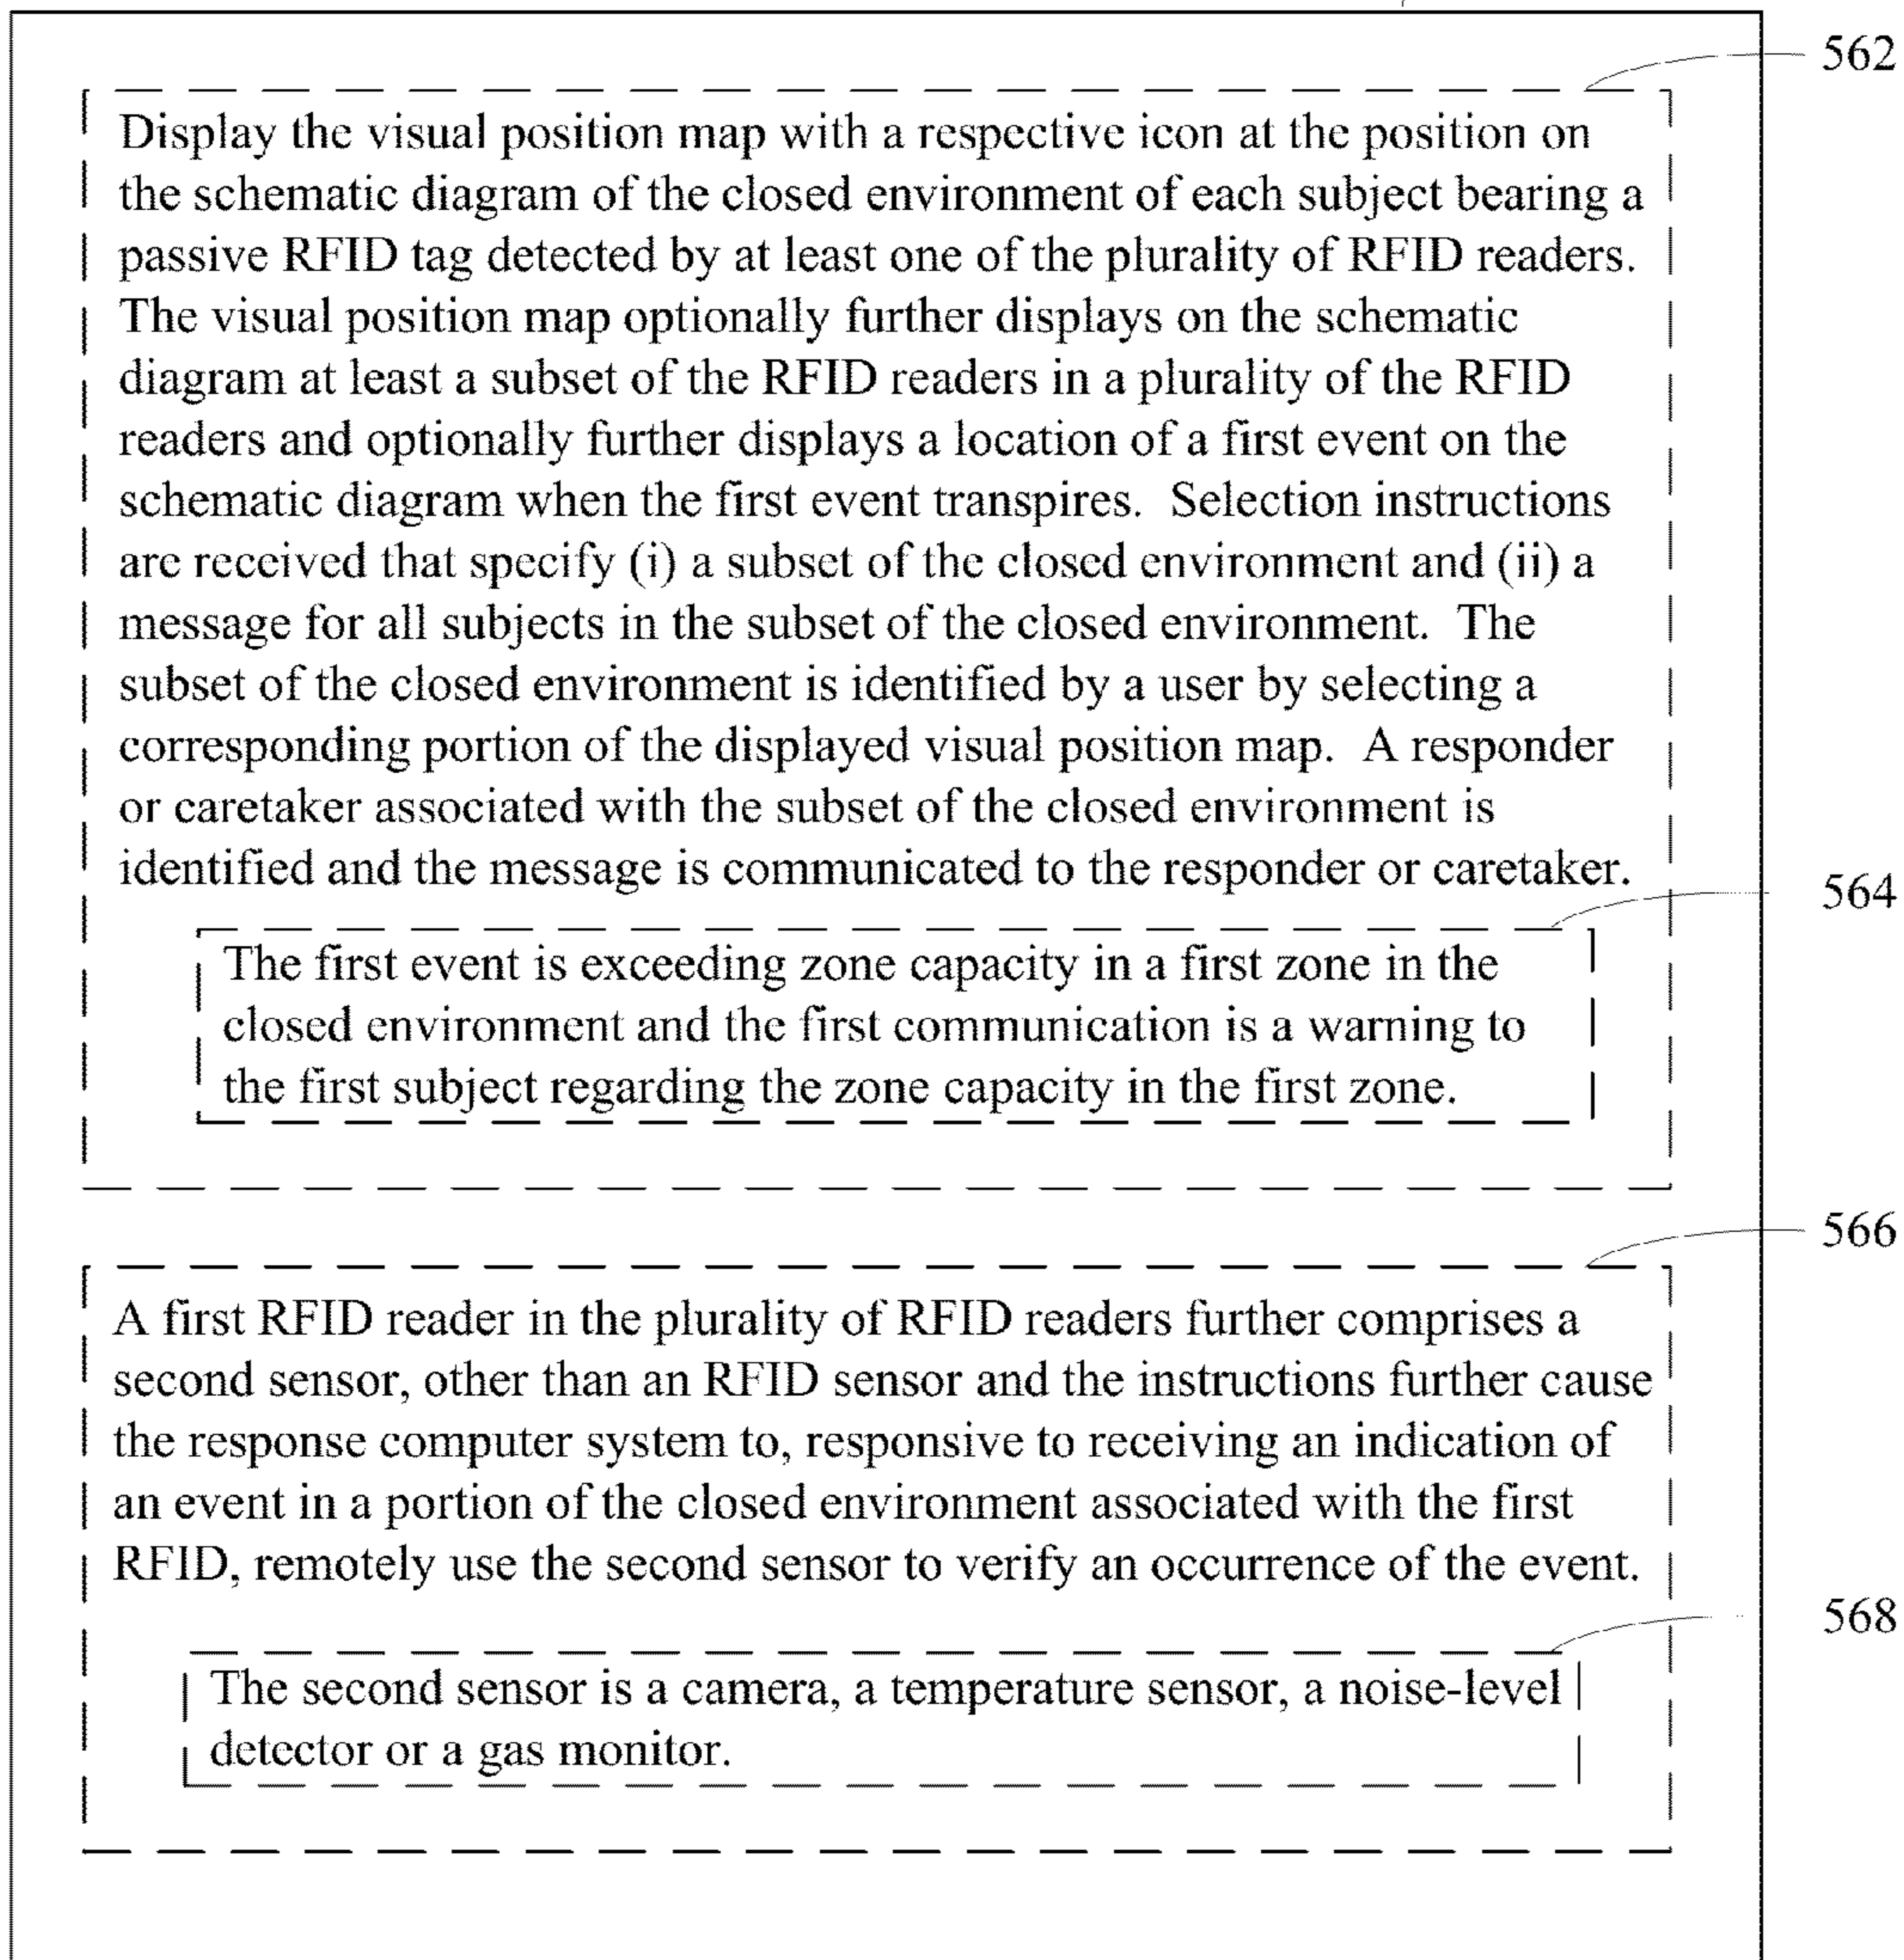 562
Display the visual position map with a respective icon at the position on
the schematic diagram of the closed environment of each subject bearing a
passive RFID tag detected by at least one of the plurality of RFID readers.
The visual position map optionally further displays on the schematic
diagram at least a subset of the RFID readers in a plurality of the RFID
readers and optionally further displays a location of a first event on the
schematic diagram when the first event transpires.  Selection instructions
are received that specify (i) a subset of the closed environment and (ii) a
message for all subjects in the subset of the closed environment.  The
subset of the closed environment is identified by a user by selecting a
corresponding portion of the displayed visual position map.  A responder
or caretaker associated with the subset of the closed environment is
identified and the message is communicated to the responder or caretaker.
564
The first event is exceeding zone capacity in a first zone in the
closed environment and the first communication is a warning to
the first subject regarding the zone capacity in the first zone.
566
A first RFID reader in the plurality of RFID readers further comprises a
second sensor, other than an RFID sensor and the instructions further cause
the response computer system to, responsive to receiving an indication of
an event in a portion of the closed environment associated with the first
RFID, remotely use the second sensor to verify an occurrence of the event.
568
The second sensor is a camera, a temperature sensor, a noise-level
detector or a gas monitor.